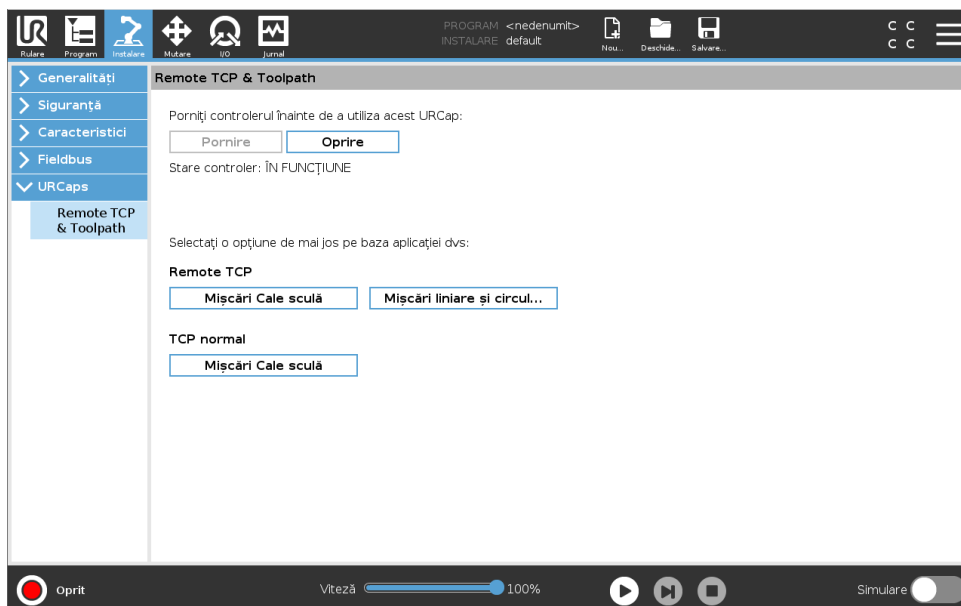 PROGRAM <nedenumit>
INSTALARE default
C C
C C
Rulare Program Instalare Mutare I/O Jurnal Nou... Deschide... Salvare...
Generalități
Siguranță
Caracteristici
Fieldbus
URCaps
Remote TCP
& Toolpath
Remote TCP & Toolpath
Porniți controlerul înainte de a utiliza acest URCap:
Pornire Oprire
Stare controler: ÎN FUNCȚIUNE
Selectați o opțiune de mai jos pe baza aplicației dvs:
Remote TCP
Mișcări Cale sculă Mișcări liniare și circul...
TCP normal
Mișcări Cale sculă
Oprit Viteză 100% Simulare